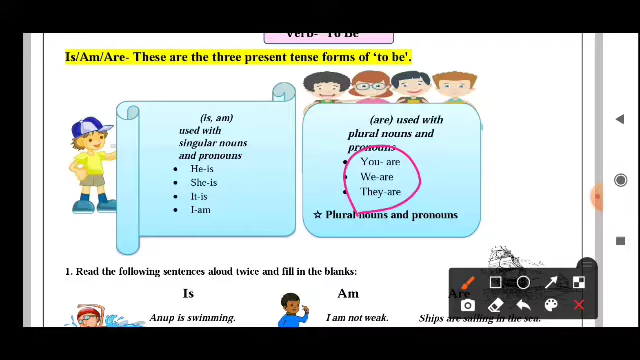 Verb- 'To Be'
Is/Am/Are- These are the three present tense forms of 'to be'.
(is, am)
used with
singular nouns
and pronouns
• He-is
• She-is
• It-is
• I-am
(are) used with
plural nouns and
pronouns
• You- are
• We-are
• They-are
☆ Plural nouns and pronouns
1. Read the following sentences aloud twice and fill in the blanks:
Is
Am
Are
Anup is swimming.
I am not weak.
Ships are sailing in the sea.